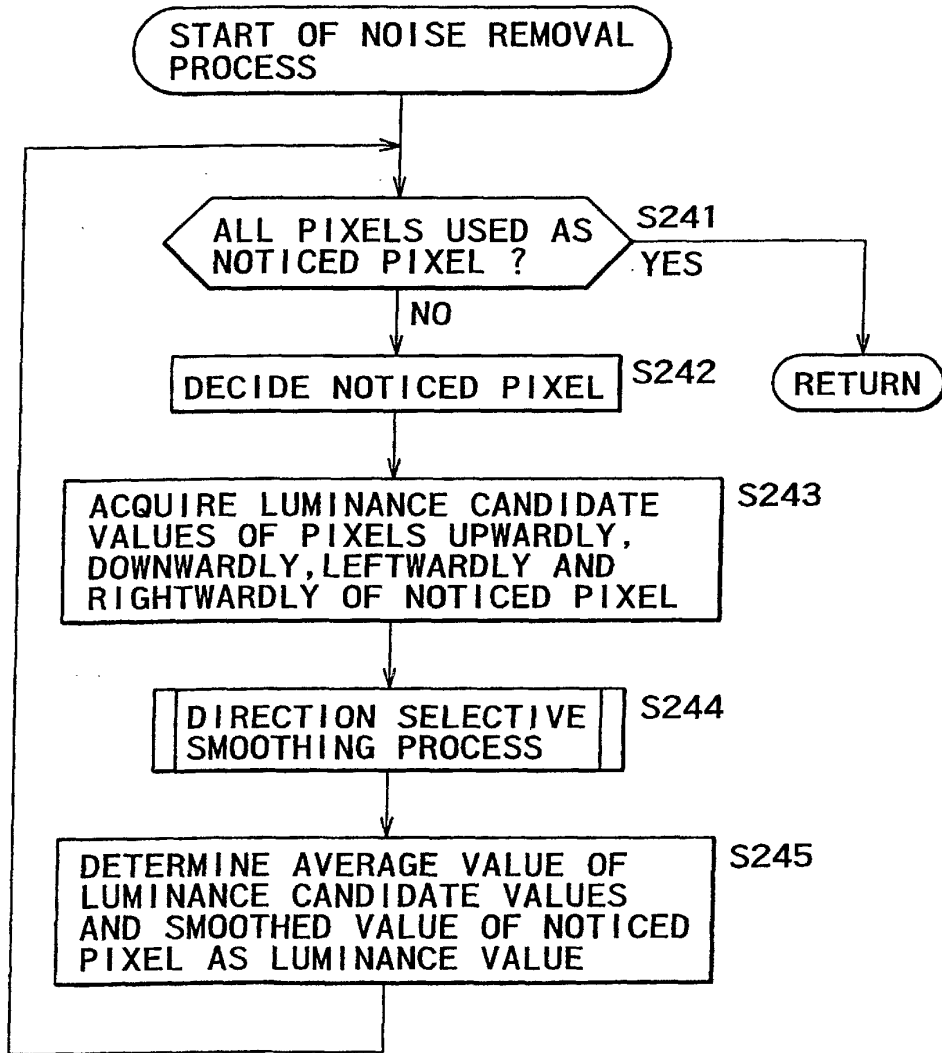 START OF NOISE REMOVAL
PROCESS
S241
ALL PIXELS USED AS
NOTICED PIXEL ?
YES
NO
DECIDE NOTICED PIXEL
S242
RETURN
S243
ACQUIRE LUMINANCE CANDIDATE
VALUES OF PIXELS UPWARDLY,
DOWNWARDLY, LEFTWARDLY AND
RIGHTWARDLY OF NOTICED PIXEL
S244
DIRECTION SELECTIVE
SMOOTHING PROCESS
S245
DETERMINE AVERAGE VALUE OF
LUMINANCE CANDIDATE VALUES
AND SMOOTHED VALUE OF NOTICED
PIXEL AS LUMINANCE VALUE